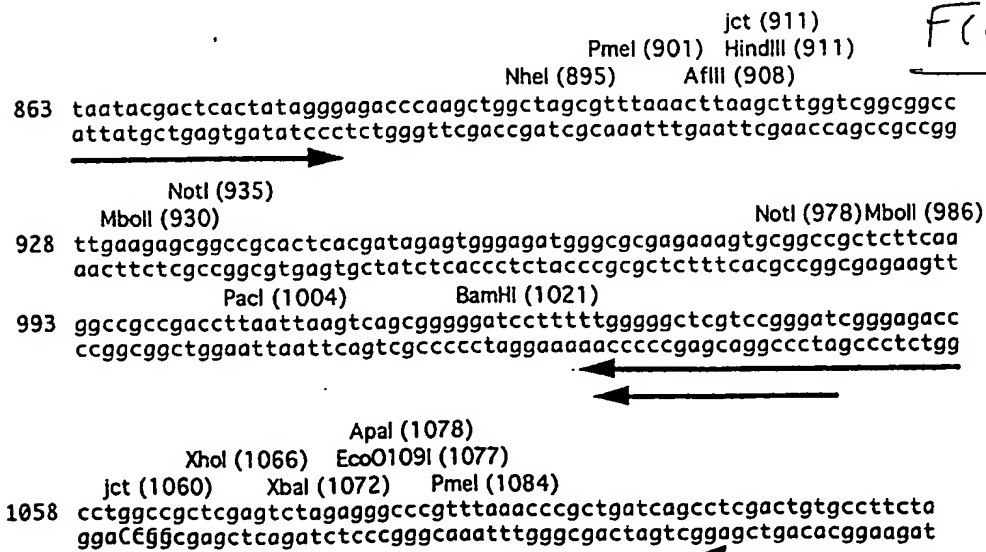 jct (911)
PmeI (901) HindIII (911)
NheI (895) AflII (908)
863 taatacgactcactatagggagacccaagctggctagcgtttaaacttaagcttggtcggcggcc
attatgctgagtgatatccctctgggttcgaccgatcgcaaatttgaattcgaaccagccgccgg
NotI (935)
MboII (930) NotI (978) MboII (986)
928 ttgaagagcggccgcactcacgatagagtgggagatgggcgcgagaaagtgcggccgctcttcaa
aacttctcgccggcgtgagtgctatctcaccctctacccgcgctctttcacgccggcgagaagtt
PacI (1004) BamHI (1021)
993 ggccgccgaccttaattaagtcagcgggggatcctttttgggggctcgtccgggatcgggagacc
ccggcggctggaattaattcagtcgccccctaggaaaaacccccgagcaggccctagccctctgg
ApaI (1078)
XhoI (1066) EcoO109I (1077)
jct (1060) XbaI (1072) PmeI (1084)
1058 cctggccgctcgagtctagagggcccgtttaaacccgctgatcagcctcgactgtgccttcta
ggaCCggcgagctcagatctcccgggcaaatttgggcgactagtcggagctgacacggaagat